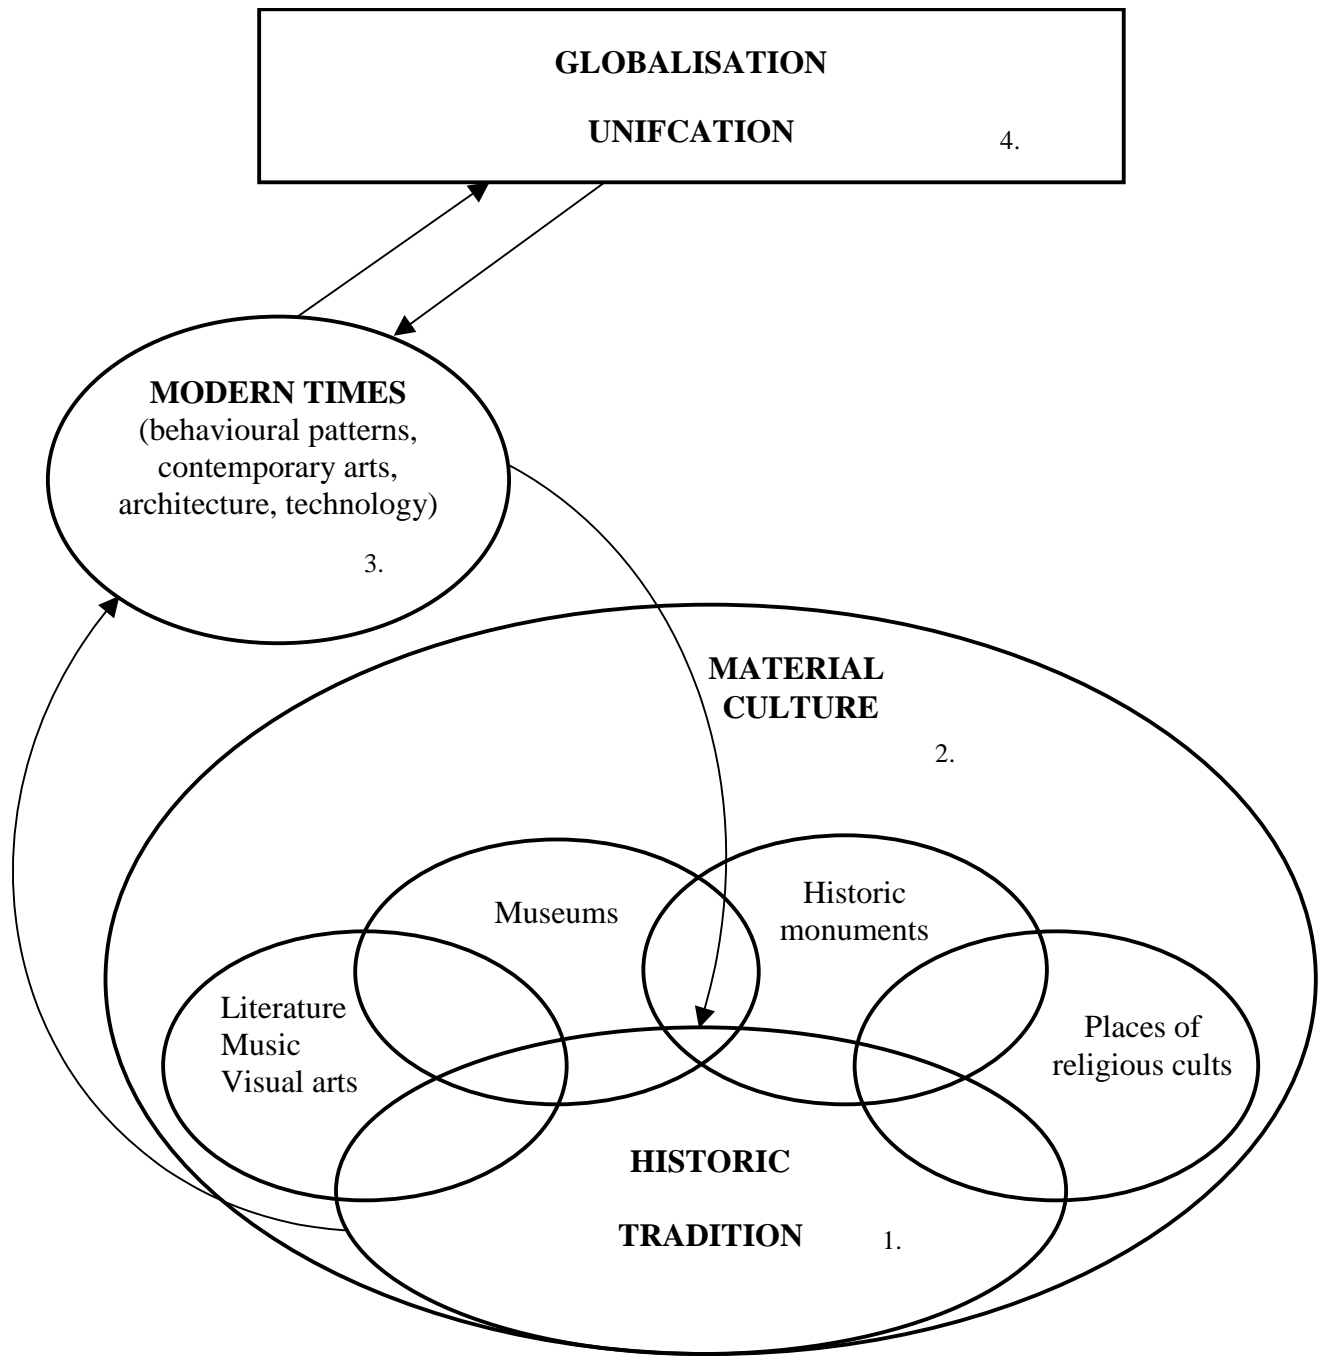 GLOBALISATION
UNIFCATION
4.
MODERN TIMES
(behavioural patterns,
contemporary arts,
architecture, technology)
3.
MATERIAL
CULTURE
2.
Museums
Historic
monuments
Literature
Music
Visual arts
Places of
religious cults
HISTORIC
TRADITION
1.